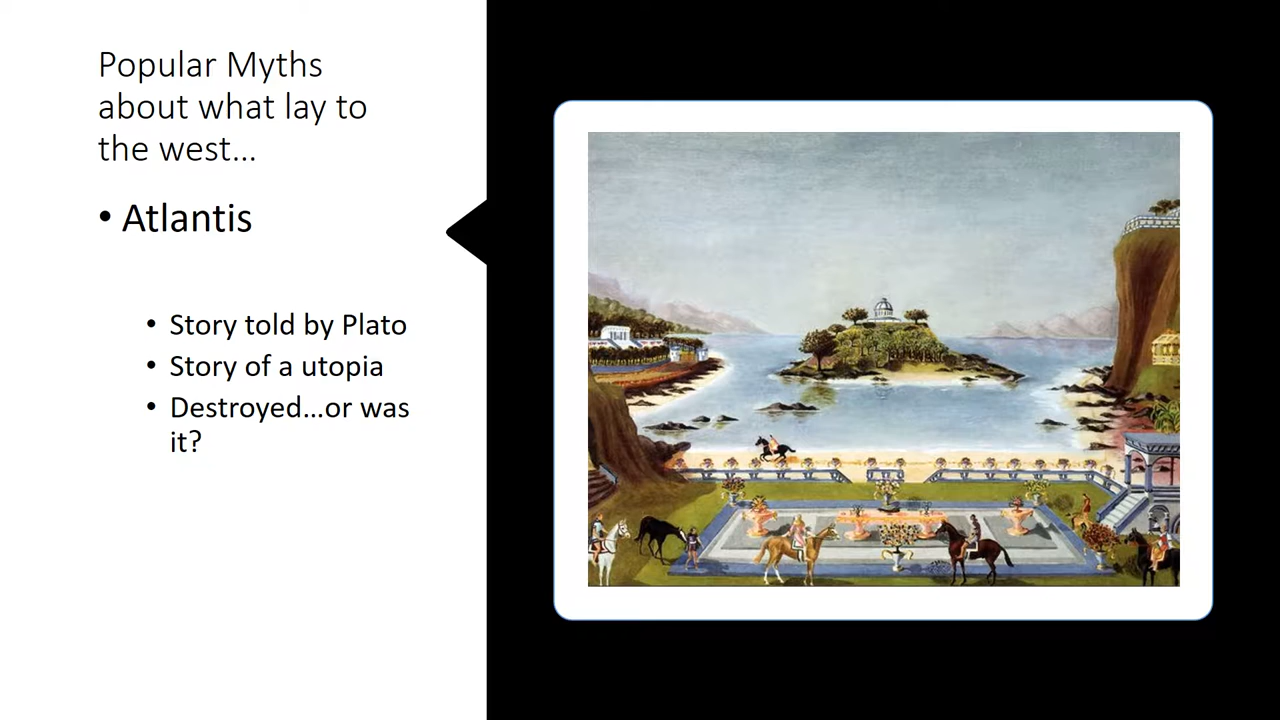 Popular Myths
about what lay to
the west...
• Atlantis
• Story told by Plato
• Story of a utopia
• Destroyed...or was
it?